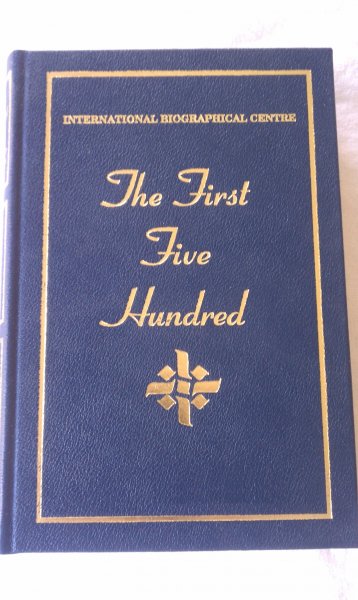 INTERNATIONAL BIOGRAPHICAL CENTRE
The First
Five
Hundred